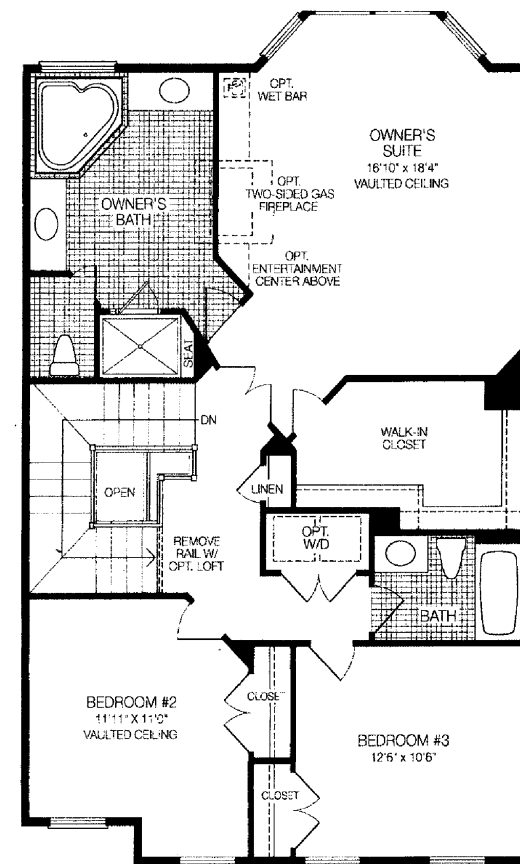 OPT.
WET BAR
OWNER'S
SUITE
16'10" x 18'4"
VAULTED CEILING
OPT.
TWO-SIDED GAS
FIREPLACE
OWNER'S
BATH
OPT.
ENTERTAINMENT
CENTER ABOVE
SEAT
DN
WALK-IN
CLOSET
OPEN
LINEN
REMOVE
RAIL W/
OPT. LOFT
OPT.
W/D
BATH
BEDROOM #2
11'11" X 11'0"
VAULTED CEILING
CLOSET
BEDROOM #3
12'6" x 10'6"
CLOSET